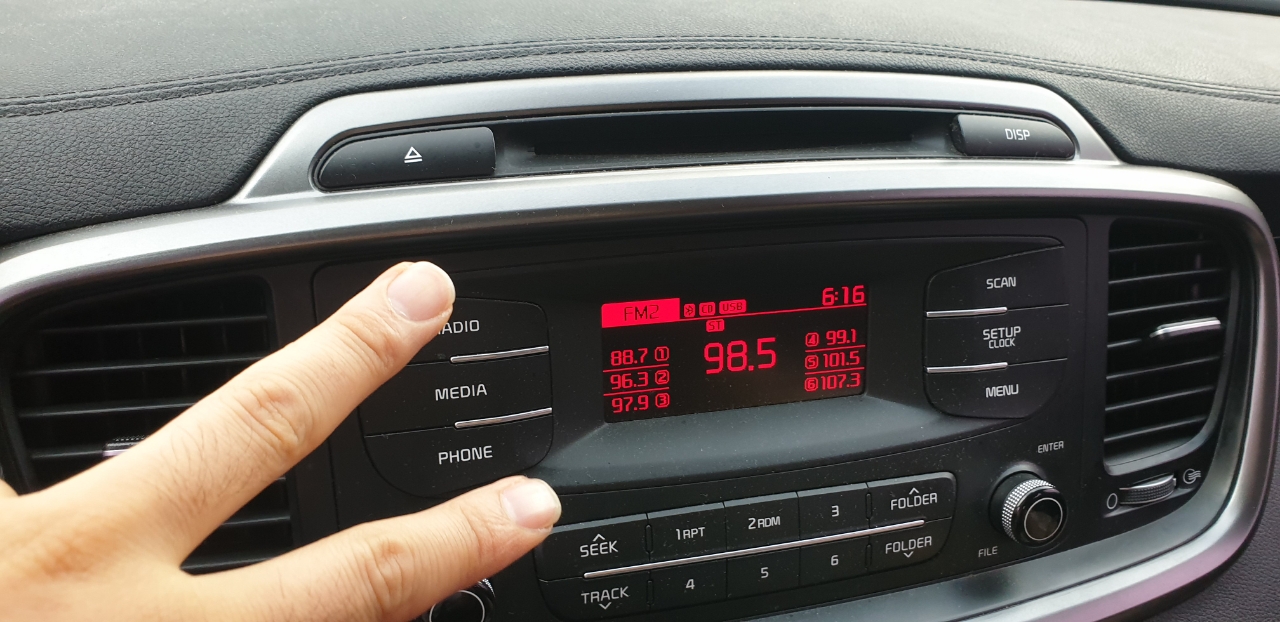 DISP
SCAN
SETUP
CLOCK
MENU
ADIO
MEDIA
PHONE
FM2 CD USB 6:16
ST
98.5
88.7 1
96.3 2
97.9 3
4 99.1
5 101.5
6 107.3
ENTER
FILE
SEEK 1 RPT 2 RDM 3 FOLDER
TRACK 4 5 6 FOLDER